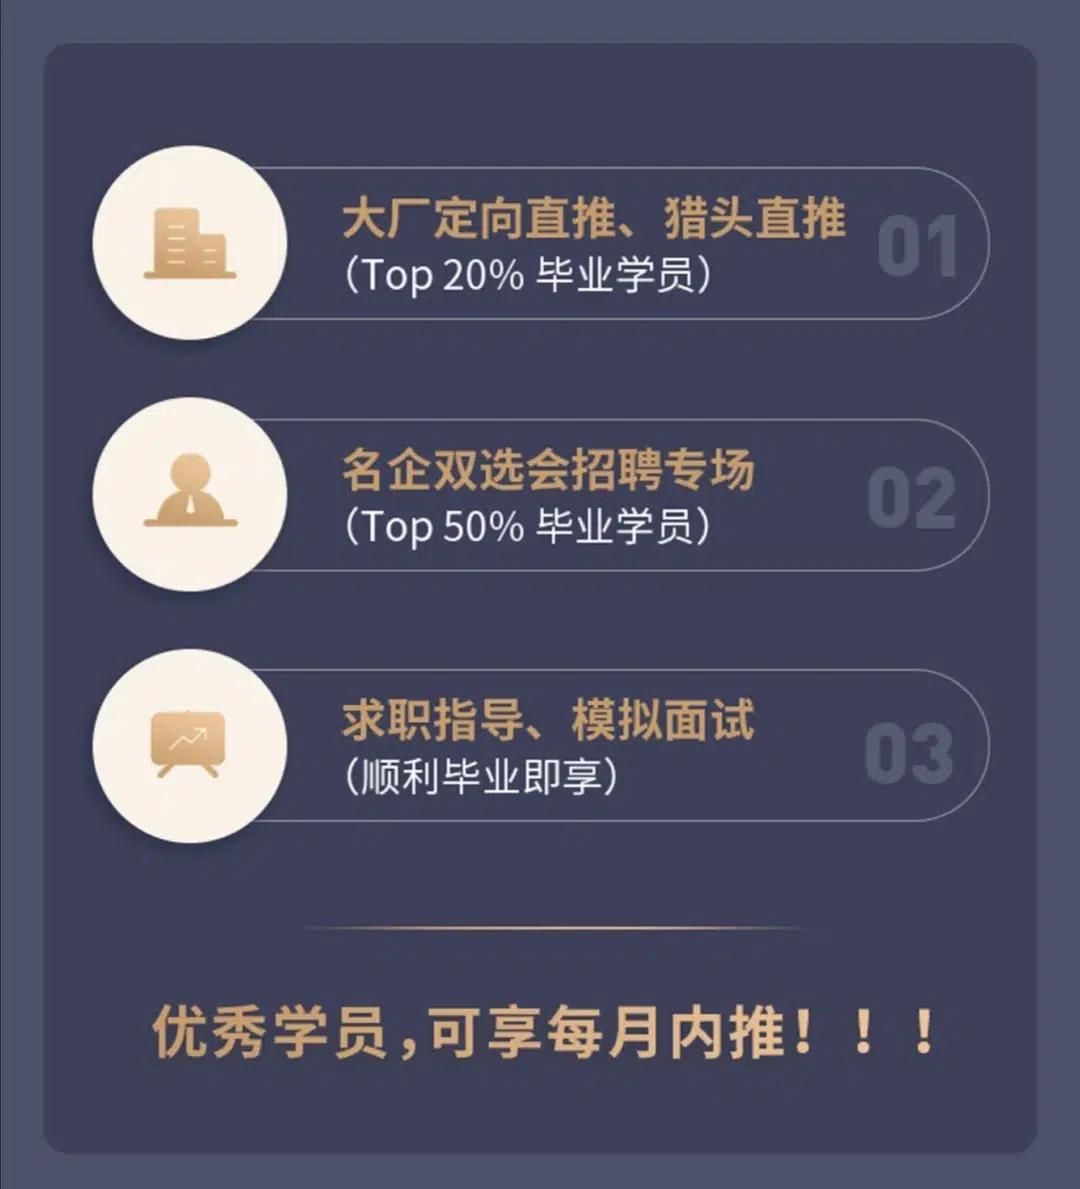 大厂定向直推、猎头直推
（Top 20% 毕业学员）
01
名企双选会招聘专场
（Top 50% 毕业学员）
02
求职指导、模拟面试
（顺利毕业即享）
03
优秀学员,可享每月内推！！！